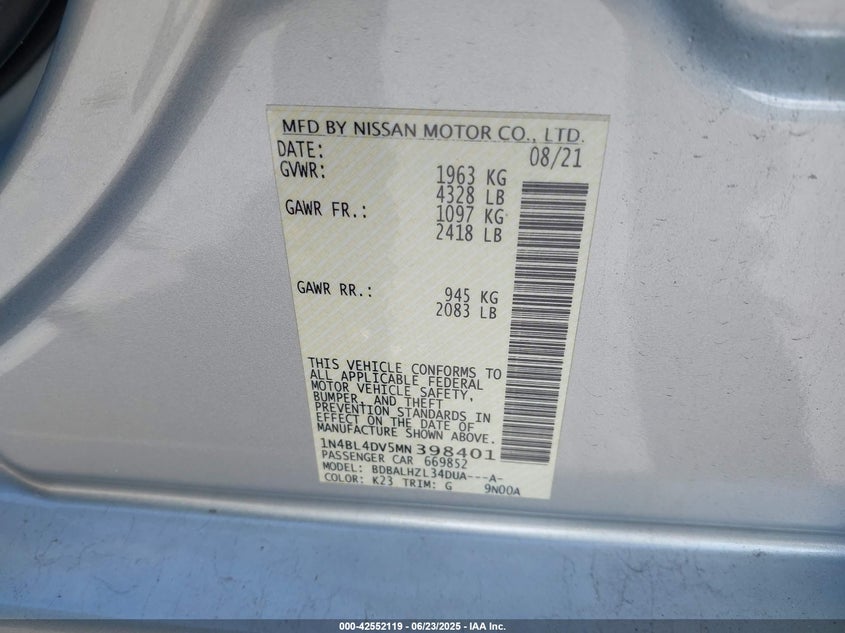 MFD BY NISSAN MOTOR CO., LTD.
DATE: 08/21
GVWR: 1963 KG
4328 LB
GAWR FR.: 1097 KG
2418 LB
GAWR RR.: 945 KG
2083 LB
THIS VEHICLE CONFORMS TO
ALL APPLICABLE FEDERAL
MOTOR VEHICLE SAFETY,
BUMPER, AND THEFT
PREVENTION STANDARDS IN
EFFECT ON THE DATE OF
MANUFACTURE SHOWN ABOVE.
1N4BL4DV5MN398401
PASSENGER CAR 669852
MODEL: BDBALHZL34DUA---A-
COLOR: K23 TRIM: G 9N00A
000-42552119 - 06/23/2025 - IAA Inc.